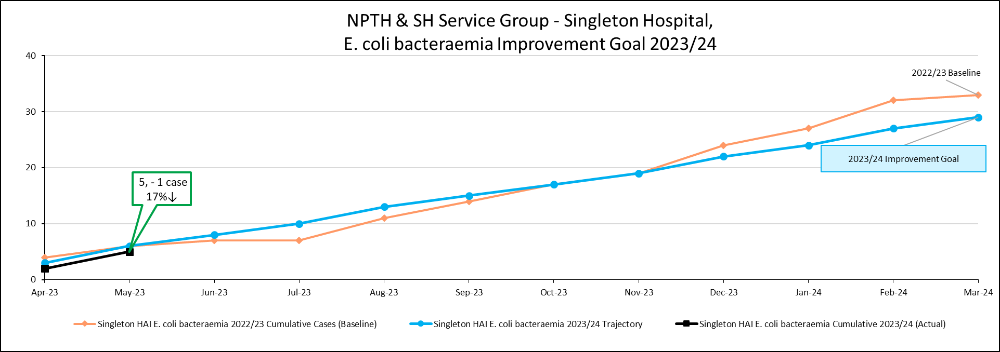 NPTH & SH Service Group - Singleton Hospital,
E. coli bacteraemia Improvement Goal 2023/24
40
30
20
10
0
2022/23 Baseline
2023/24 Improvement Goal
5, - 1 case
17%↓
Apr-23 May-23 Jun-23 Jul-23 Aug-23 Sep-23 Oct-23 Nov-23 Dec-23 Jan-24 Feb-24 Mar-24
Singleton HAI E. coli bacteraemia 2022/23 Cumulative Cases (Baseline) Singleton HAI E. coli bacteraemia 2023/24 Trajectory Singleton HAI E. coli bacteraemia Cumulative 2023/24 (Actual)